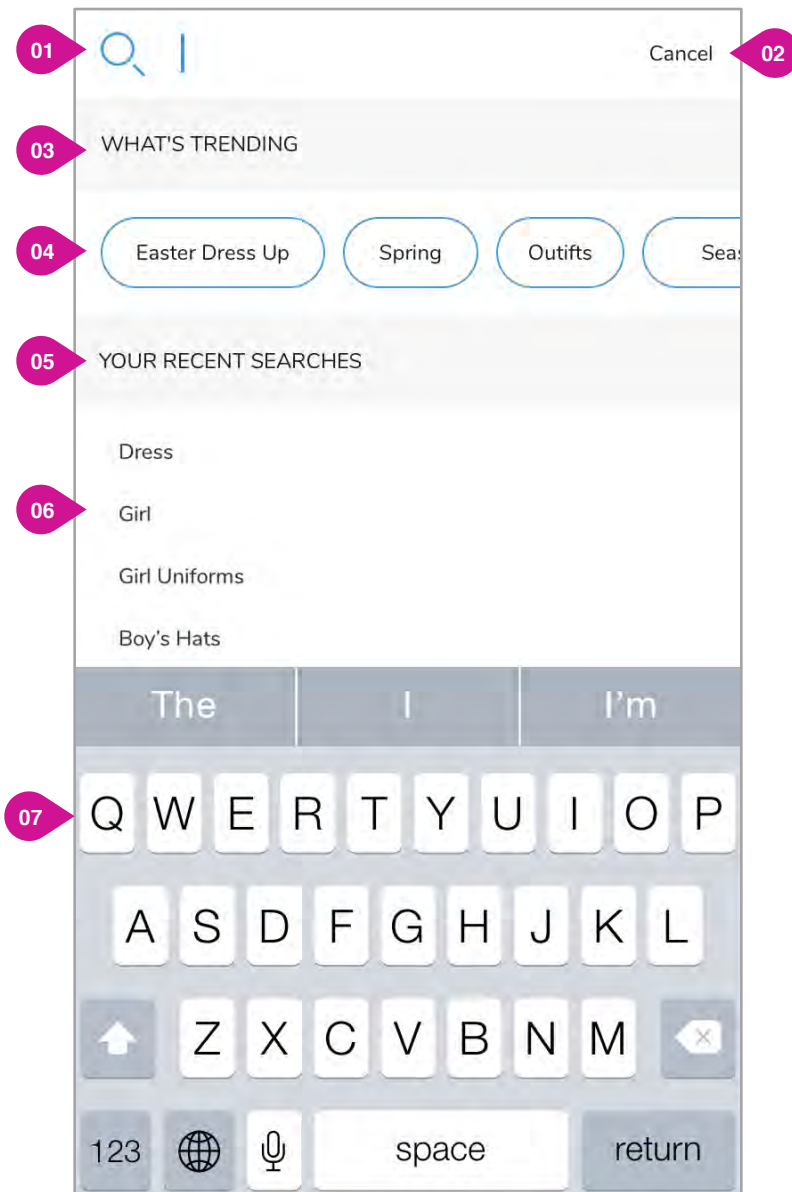 01 Cancel 02
03 WHAT'S TRENDING
04 Easter Dress Up Spring Outifts Seas
05 YOUR RECENT SEARCHES
Dress
06 Girl
Girl Uniforms
Boy's Hats
The I I'm
07 Q W E R T Y U I O P
A S D F G H J K L
Z X C V B N M
123 space return